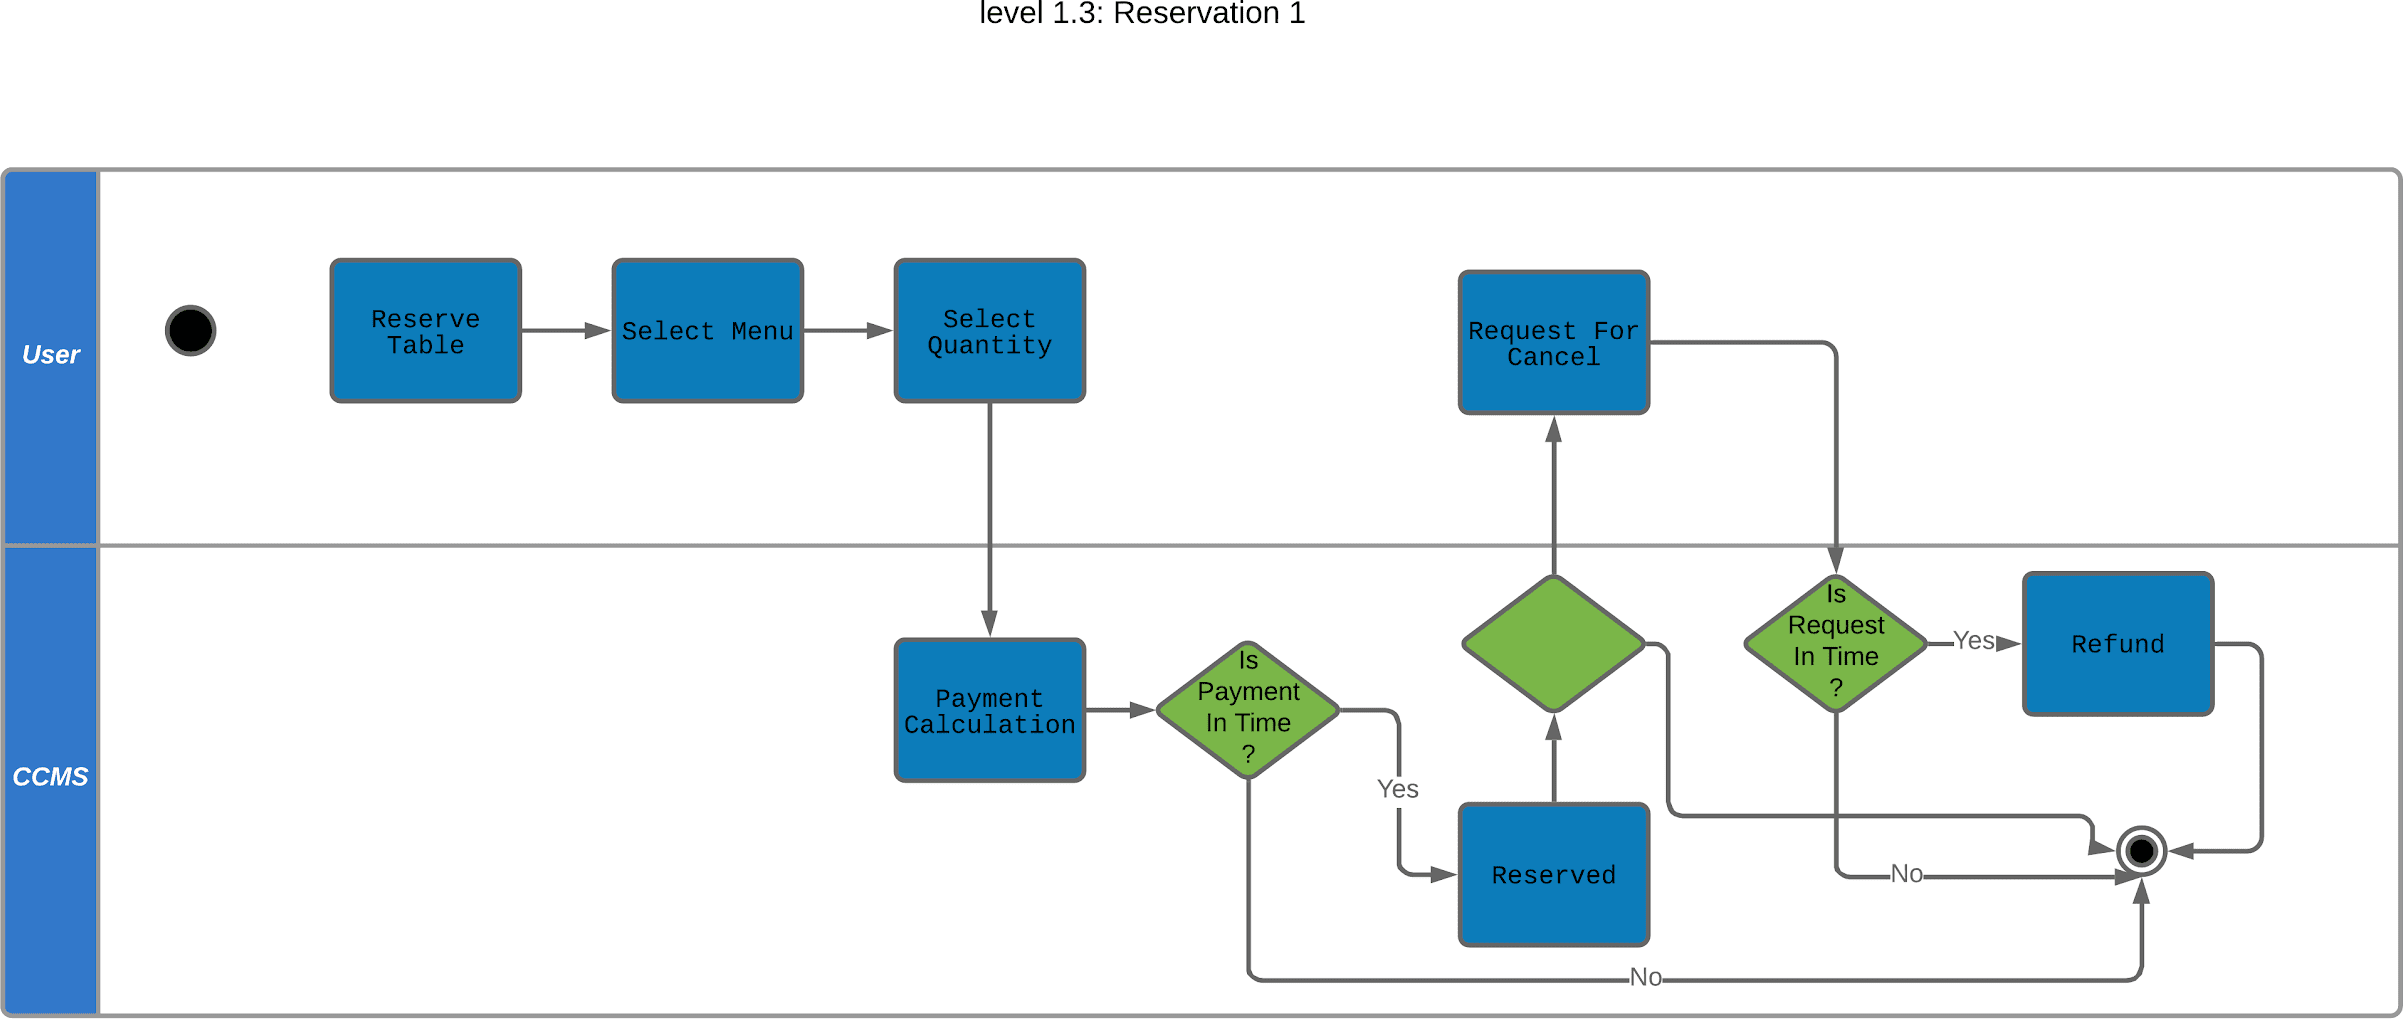 level 1.3: Reservation 1
User
Reserve
Table
Select Menu
Select
Quantity
Request For
Cancel
CCMS
Payment
Calculation
Is
Payment
In Time
?
Yes
No
Reserved
Is
Request
In Time
?
Yes
No
Refund